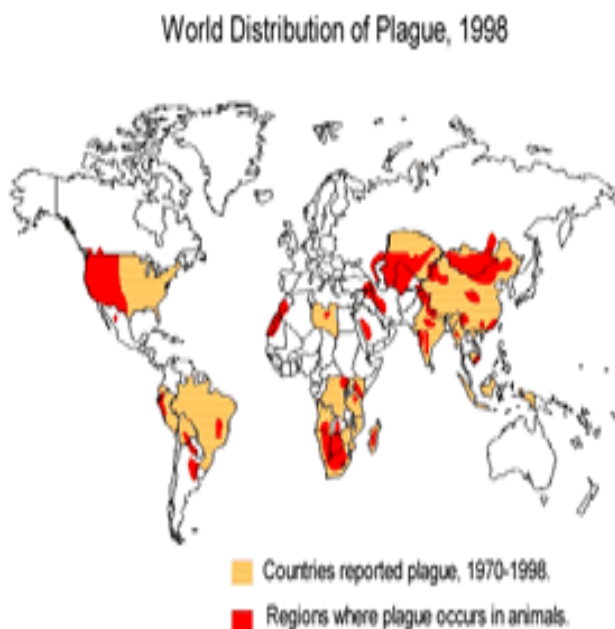 World Distribution of Plague, 1998
Countries reported plague, 1970-1998.
Regions where plague occurs in animals.